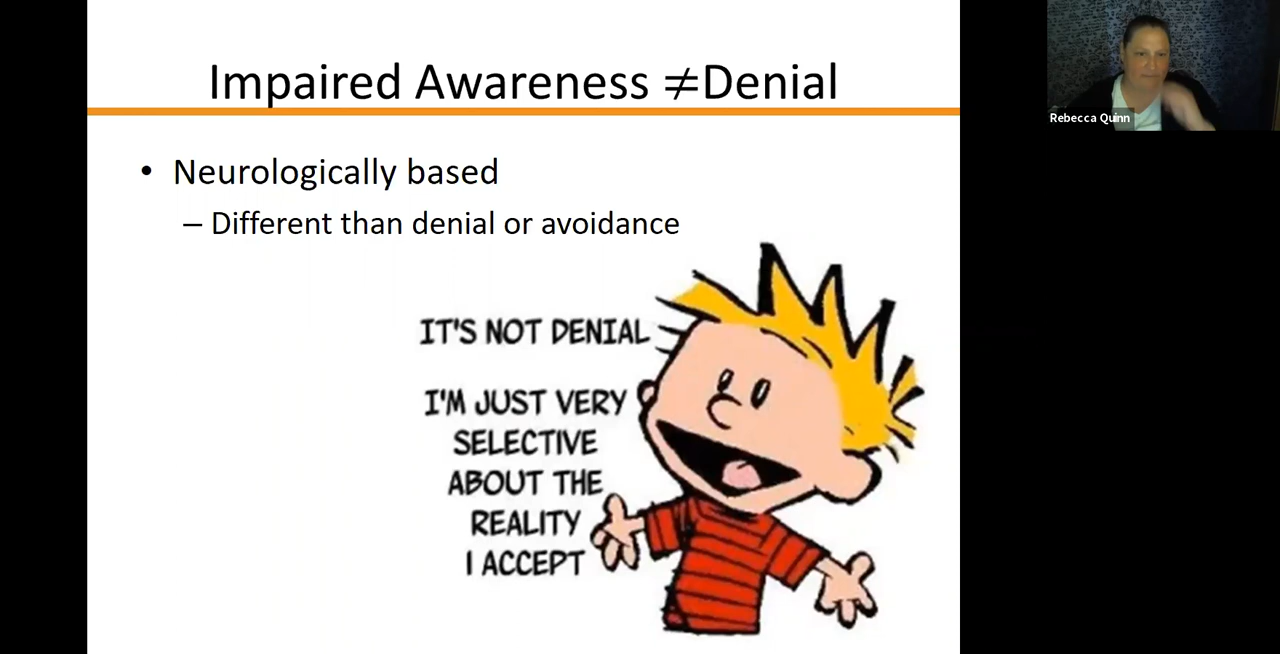 Impaired Awareness ≠Denial
• Neurologically based
– Different than denial or avoidance
IT'S NOT DENIAL
I'M JUST VERY
SELECTIVE
ABOUT THE
REALITY
I ACCEPT
Rebecca Quinn